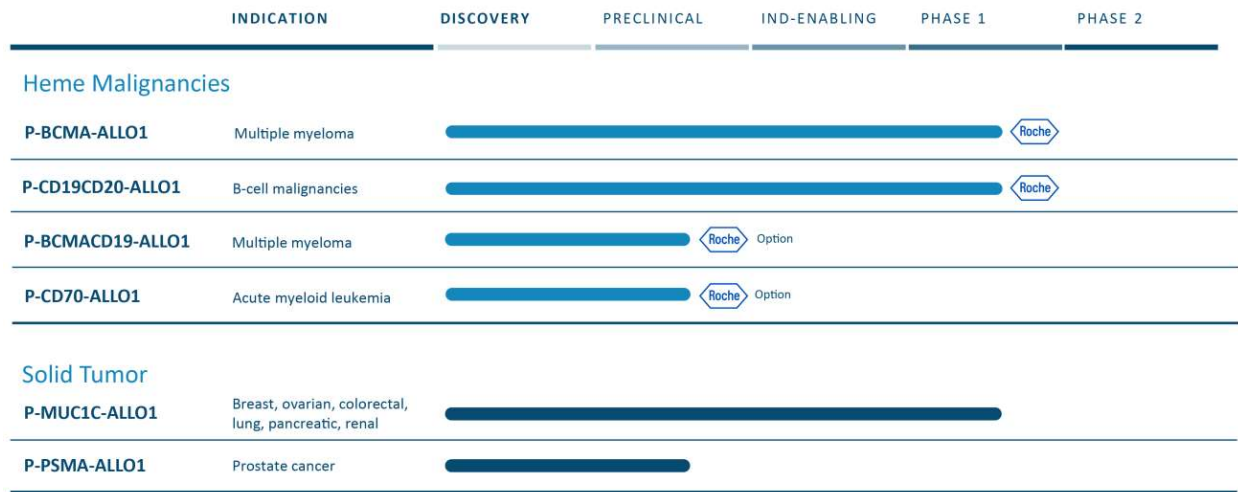 INDICATION DISCOVERY PRECLINICAL IND-ENABLING PHASE 1 PHASE 2
Heme Malignancies
P-BCMA-ALLO1 Multiple myeloma Roche
P-CD19CD20-ALLO1 B-cell malignancies Roche
P-BCMACD19-ALLO1 Multiple myeloma Roche Option
P-CD70-ALLO1 Acute myeloid leukemia Roche Option
Solid Tumor
P-MUC1C-ALLO1 Breast, ovarian, colorectal,
lung, pancreatic, renal
P-PSMA-ALLO1 Prostate cancer